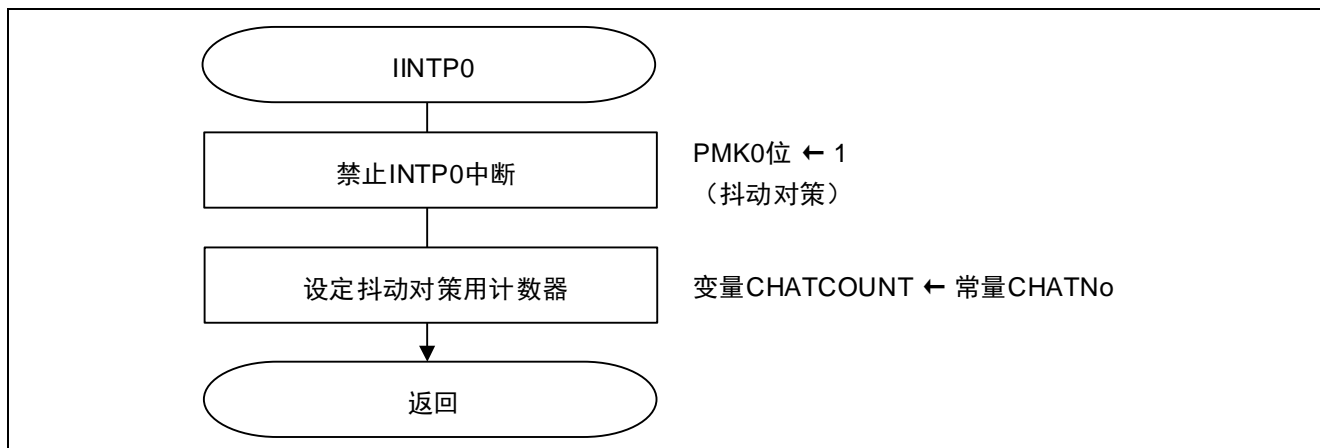 IINTP0
禁止INTP0中断
PMK0位 ← 1
（抖动对策）
设定抖动对策用计数器
变量CHATCOUNT ← 常量CHATNo
返回